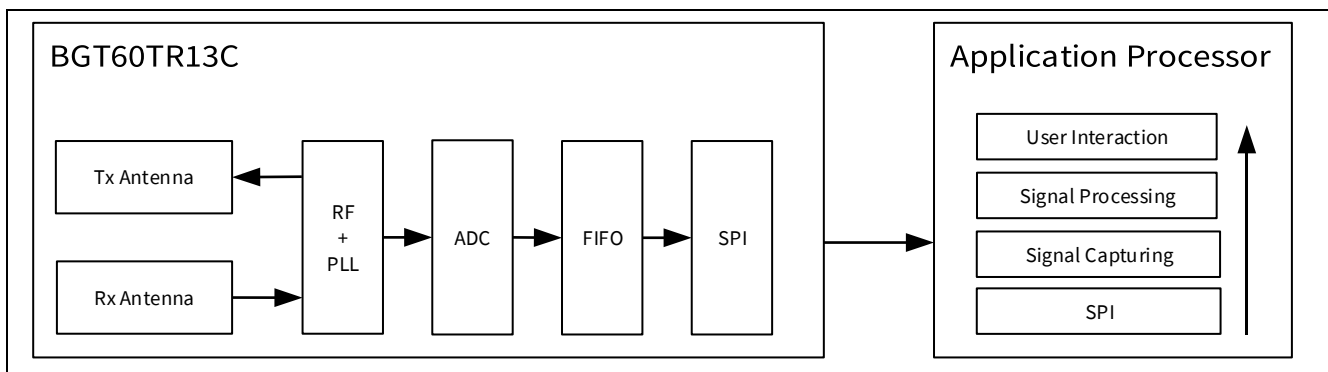 BGT60TR13C
Tx Antenna
Rx Antenna
RF
+
PLL
ADC
FIFO
SPI
Application Processor
User Interaction
Signal Processing
Signal Capturing
SPI